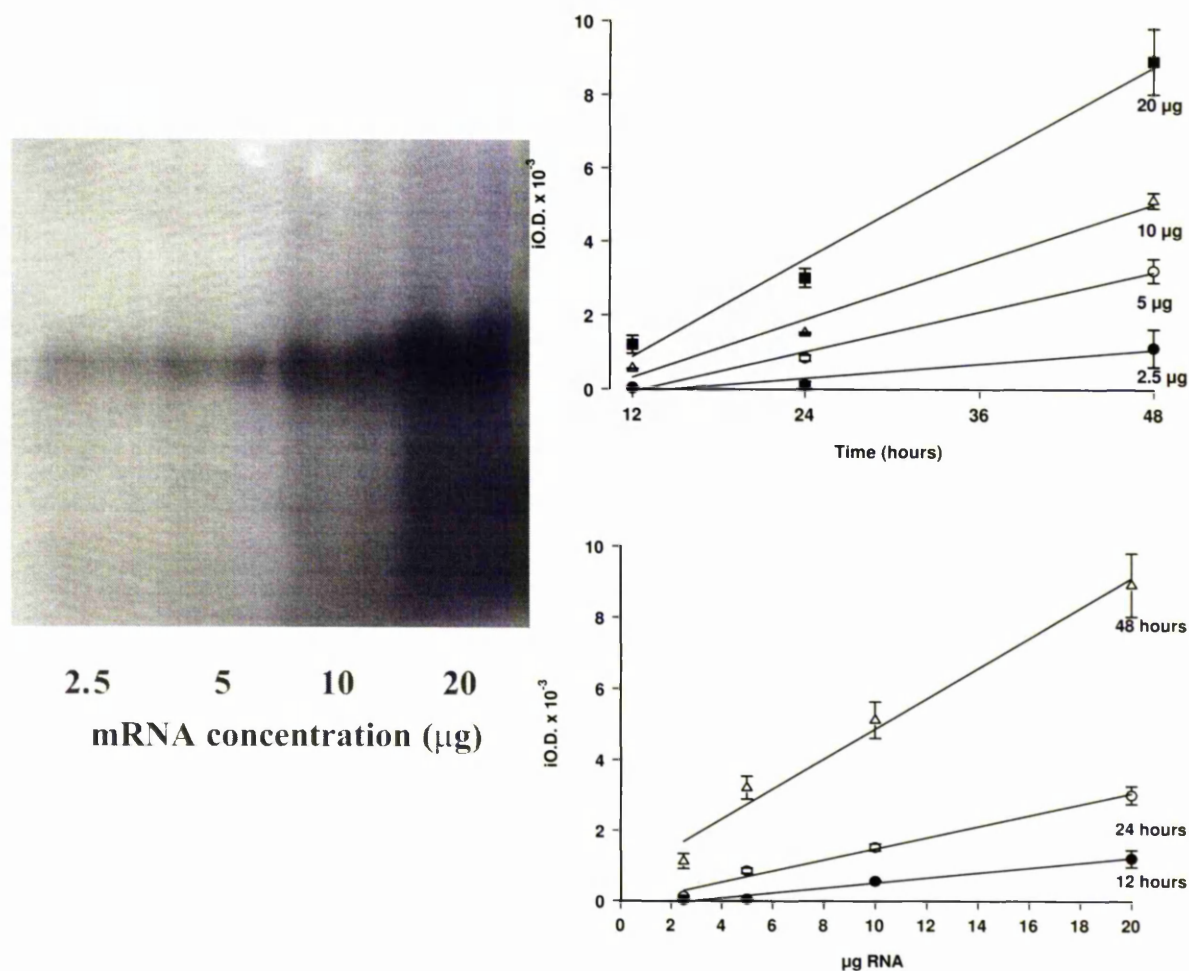 2.5 5 10 20
mRNA concentration (µg)
10
8
6
4
2
0
iO.D. x 10⁻³
20 µg
10 µg
5 µg
2.5 µg
12 24 36 48
Time (hours)
10
8
6
4
2
0
iO.D. x 10⁻³
48 hours
24 hours
12 hours
0 2 4 6 8 10 12 14 16 18 20
µg RNA